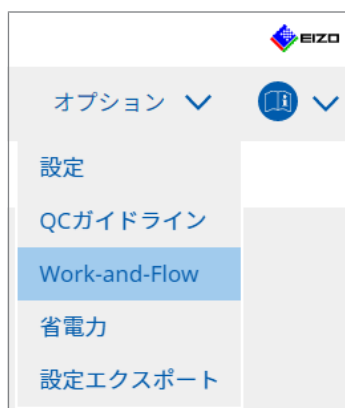 EIZO
オプション
設定
QCガイドライン
Work-and-Flow
省電力
設定エクスポート